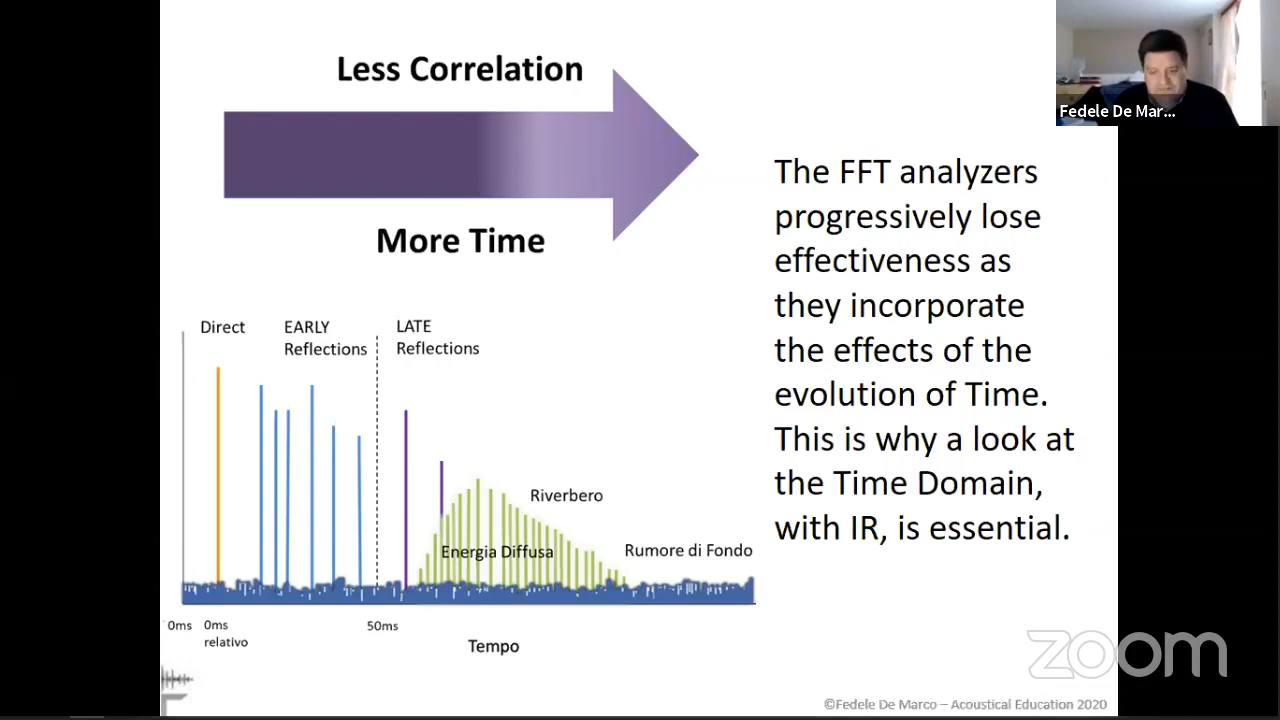 Less Correlation
More Time
Fedele De Mar...
The FFT analyzers
progressively lose
effectiveness as
they incorporate
the effects of the
evolution of Time.
This is why a look at
the Time Domain,
with IR, is essential.
Direct
EARLY
Reflections
LATE
Reflections
Riverbero
Energia Diffusa
Rumore di Fondo
0ms
0ms
relativo
50ms
Tempo
zoom
©Fedele De Marco – Acoustical Education 2020